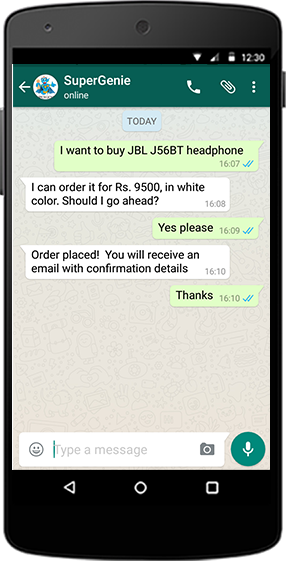 12:30
SuperGenie
online
TODAY
I want to buy JBL J56BT headphone
16:07
I can order it for Rs. 9500, in white
color. Should I go ahead?
16:08
Yes please 16:09
Order placed! You will receive an
email with confirmation details
16:10
Thanks 16:10
Type a message